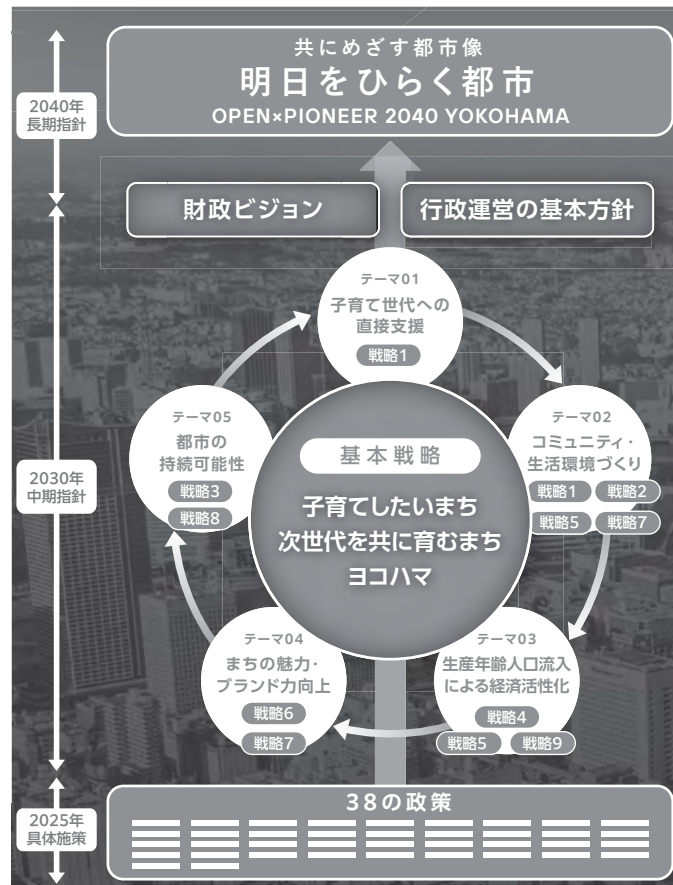 2040年
長期指針
共にめざす都市像
明日をひらく都市
OPEN×PIONEER 2040 YOKOHAMA
財政ビジョン
行政運営の基本方針
テーマ01
子育て世代への
直接支援
戦略1
テーマ05
都市の
持続可能性
戦略3
戦略8
テーマ02
コミュニティ・
生活環境づくり
戦略1 戦略2
戦略5 戦略7
2030年
中期指針
基本戦略
子育てしたいまち
次世代を共に育むまち
ヨコハマ
テーマ04
まちの魅力・
ブランド力向上
戦略6
戦略7
テーマ03
生産年齢人口流入
による経済活性化
戦略4
戦略5 戦略9
2025年
具体施策
38の政策